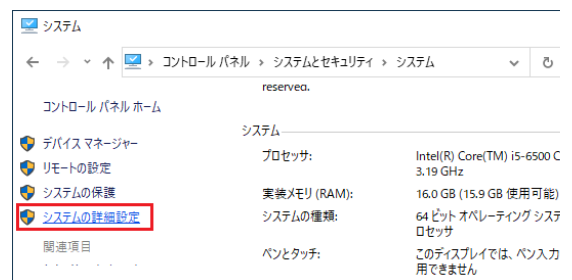 システム
コントロール パネル › システムとセキュリティ › システム
reserved.
コントロール パネル ホーム
デバイス マネージャー
リモートの設定
システムの保護
システムの詳細設定
関連項目
システム
プロセッサ: Intel(R) Core(TM) i5-6500 C
3.19 GHz
実装メモリ (RAM): 16.0 GB (15.9 GB 使用可能)
システムの種類: 64 ビット オペレーティング システ
ロセッサ
ペンとタッチ: このディスプレイでは、ペン入力
用できません